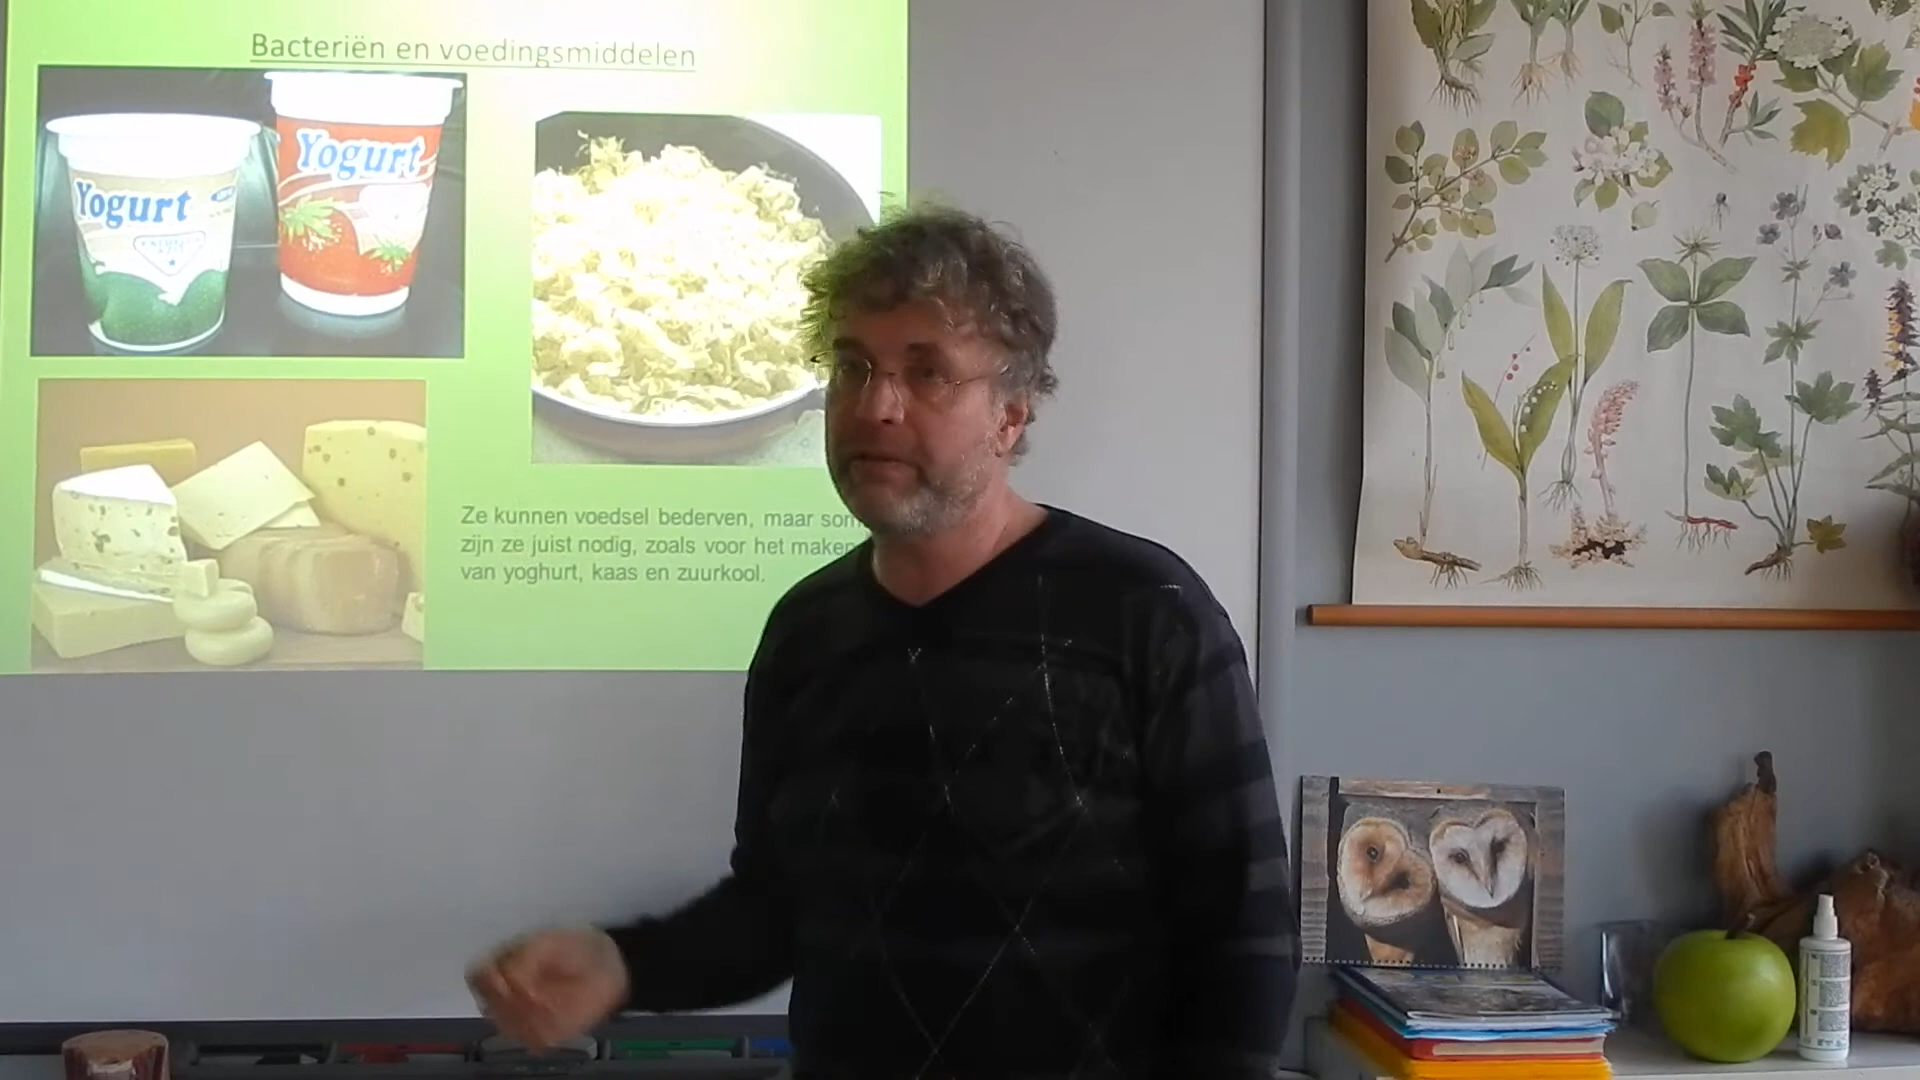 Bacteriën en voedingsmiddelen
Yogurt
Yogurt
Ze kunnen voedsel bederven, maar
zijn ze juist nodig, zoals voor het maken
van yoghurt, kaas en zuurkool.